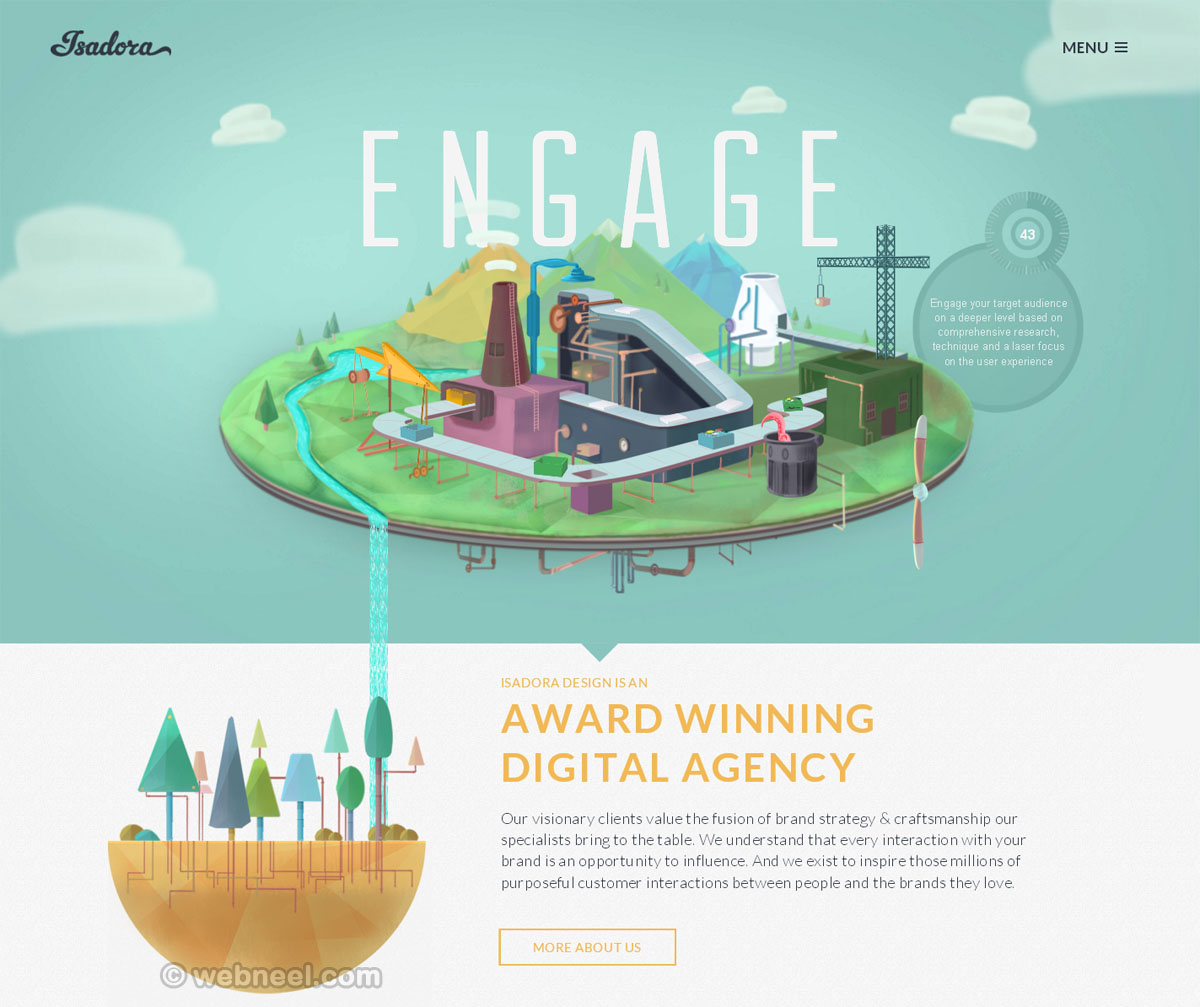 Isadora
MENU
ENGAGE
43
Engage your target audience
on a deeper level based on
comprehensive research,
technique and a laser focus
on the user experience
ISADORA DESIGN IS AN
AWARD WINNING
DIGITAL AGENCY
Our visionary clients value the fusion of brand strategy & craftsmanship our
specialists bring to the table. We understand that every interaction with your
brand is an opportunity to influence. And we exist to inspire those millions of
purposeful customer interactions between people and the brands they love.
MORE ABOUT US
© webneel.com